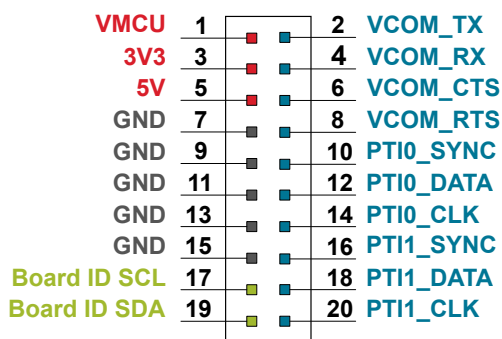 VMCU 1 2 VCOM_TX
3V3 3 4 VCOM_RX
5V 5 6 VCOM_CTS
GND 7 8 VCOM_RTS
GND 9 10 PTI0_SYNC
GND 11 12 PTI0_DATA
GND 13 14 PTI0_CLK
GND 15 16 PTI1_SYNC
Board ID SCL 17 18 PTI1_DATA
Board ID SDA 19 20 PTI1_CLK